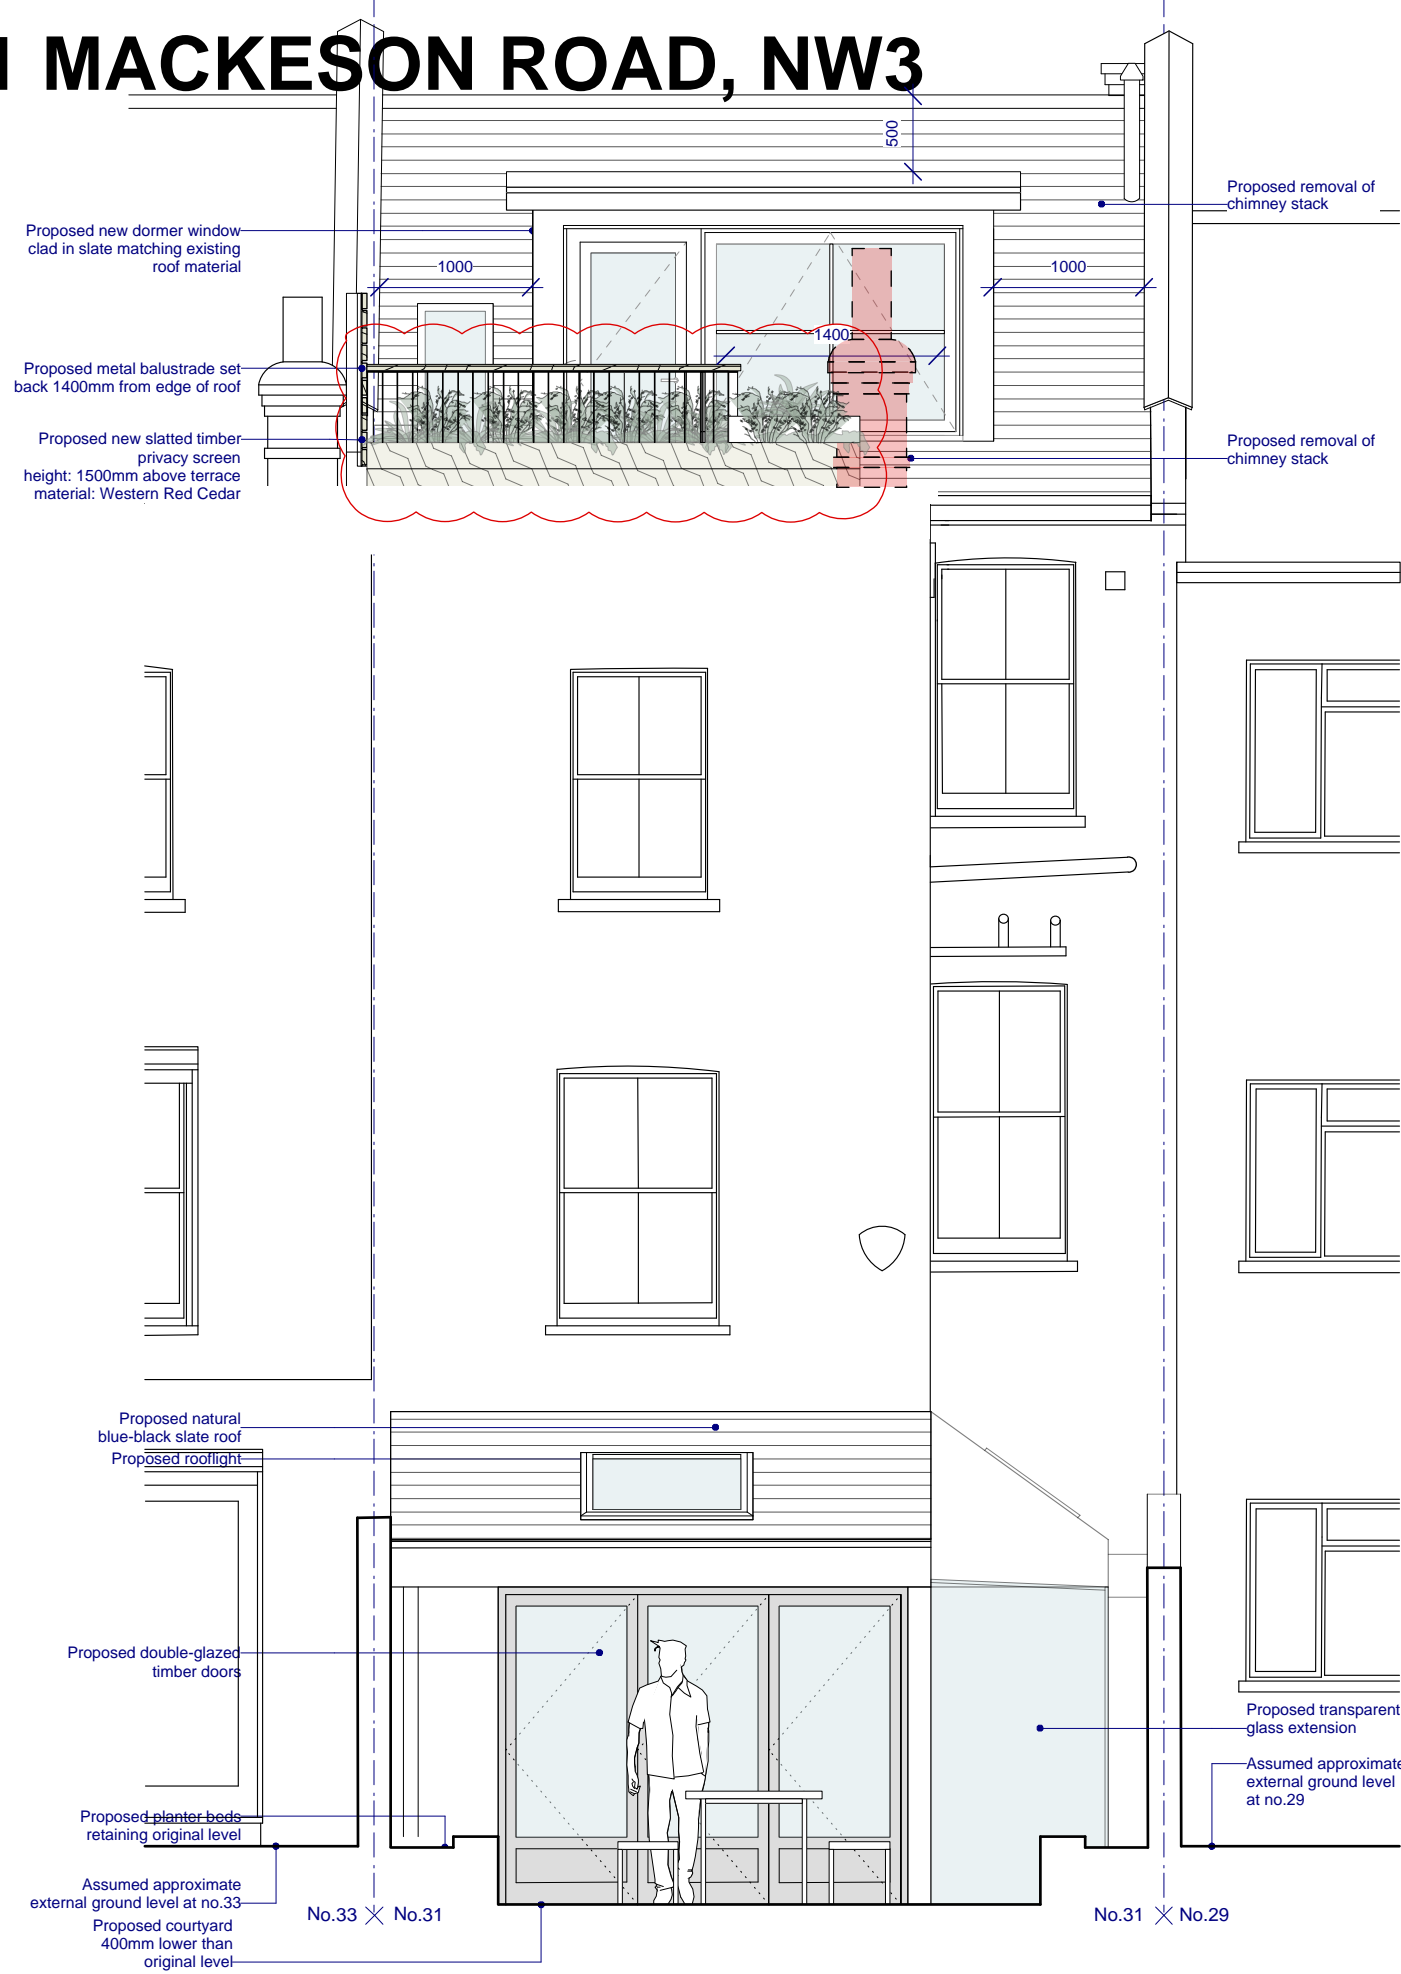 MACKESON ROAD, NW3
500
Proposed removal of
chimney stack
Proposed new dormer window
clad in slate matching existing
roof material
1000
1000
1400
Proposed metal balustrade set
back 1400mm from edge of roof
Proposed new slatted timber
privacy screen
height: 1500mm above terrace
material: Western Red Cedar
Proposed removal of
chimney stack
Proposed natural
blue-black slate roof
Proposed rooflight
Proposed double-glazed
timber doors
Proposed transparent
glass extension
Assumed approximate
external ground level
at no.29
Proposed planter beds
retaining original level
Assumed approximate
external ground level at no.33
No.33
No.31
No.31
No.29
Proposed courtyard
400mm lower than
original level